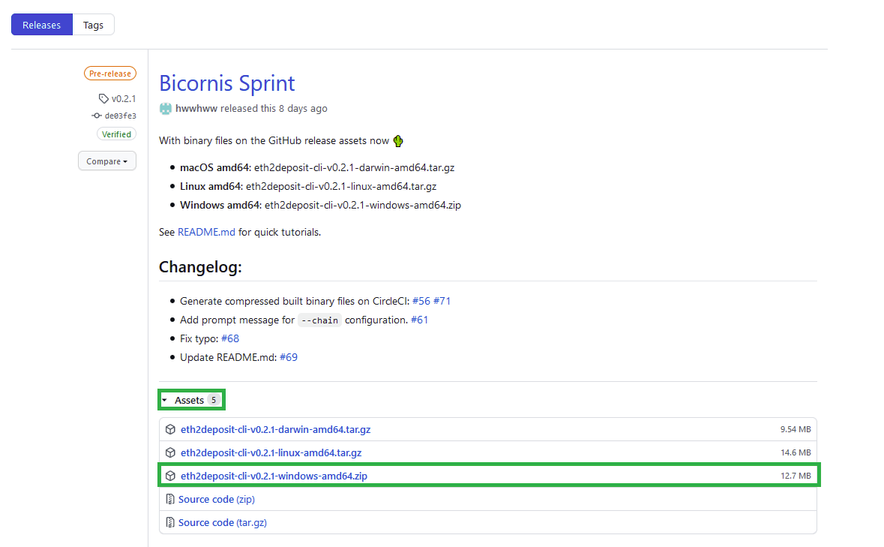 Releases Tags
Pre-release
v0.2.1
de03fe3
Verified
Compare
Bicornis Sprint
hwwhww released this 8 days ago
With binary files on the GitHub release assets now
macOS amd64: eth2deposit-cli-v0.2.1-darwin-amd64.tar.gz
Linux amd64: eth2deposit-cli-v0.2.1-linux-amd64.tar.gz
Windows amd64: eth2deposit-cli-v0.2.1-windows-amd64.zip
See README.md for quick tutorials.
Changelog:
Generate compressed built binary files on CircleCI: #56 #71
Add prompt message for --chain configuration. #61
Fix typo: #68
Update README.md: #69
Assets 5
eth2deposit-cli-v0.2.1-darwin-amd64.tar.gz 9.54 MB
eth2deposit-cli-v0.2.1-linux-amd64.tar.gz 14.6 MB
eth2deposit-cli-v0.2.1-windows-amd64.zip 12.7 MB
Source code (zip)
Source code (tar.gz)